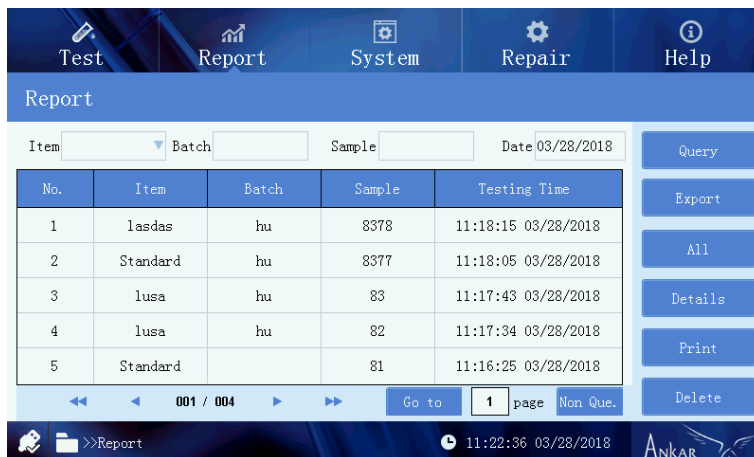 Test Report System Repair Help
Report
Item Batch Sample Date 03/28/2018 Query
No. Item Batch Sample Testing Time Export
1 lasdas hu 8378 11:18:15 03/28/2018
2 Standard hu 8377 11:18:05 03/28/2018 All
3 lusa hu 83 11:17:43 03/28/2018 Details
4 lusa hu 82 11:17:34 03/28/2018 Print
5 Standard 81 11:16:25 03/28/2018
001 / 004 Go to 1 page Non Que. Delete
>>Report 11:22:36 03/28/2018 ANKAR